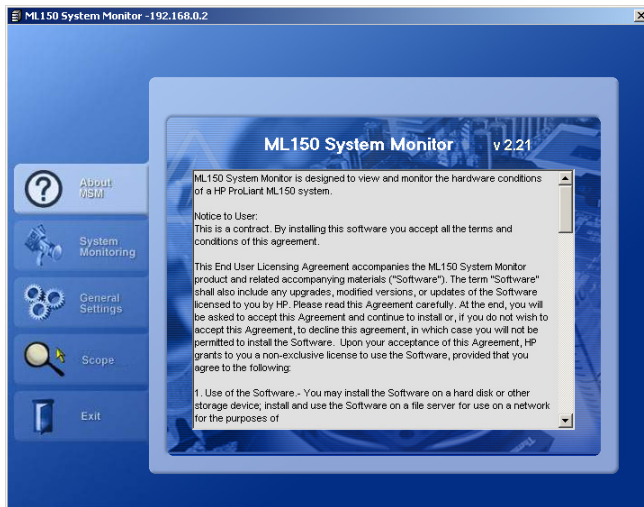 ML150 System Monitor -192.168.0.2
ML150 System Monitor v 2.21
About
MSM
System
Monitoring
General
Settings
Scope
Exit
ML150 System Monitor is designed to view and monitor the hardware conditions
of a HP ProLiant ML150 system.
Notice to User:
This is a contract. By installing this software you accept all the terms and
conditions of this agreement.
This End User Licensing Agreement accompanies the ML150 System Monitor
product and related accompanying materials ("Software"). The term "Software"
shall also include any upgrades, modified versions, or updates of the Software
licensed to you by HP. Please read this Agreement carefully. At the end, you will
be asked to accept this Agreement and continue to install or, if you do not wish to
accept this Agreement, to decline this agreement, in which case you will not be
permitted to install the Software. Upon your acceptance of this Agreement, HP
grants to you a non-exclusive license to use the Software, provided that you
agree to the following:
1. Use of the Software.- You may install the Software on a hard disk or other
storage device; install and use the Software on a file server for use on a network
for the purposes of